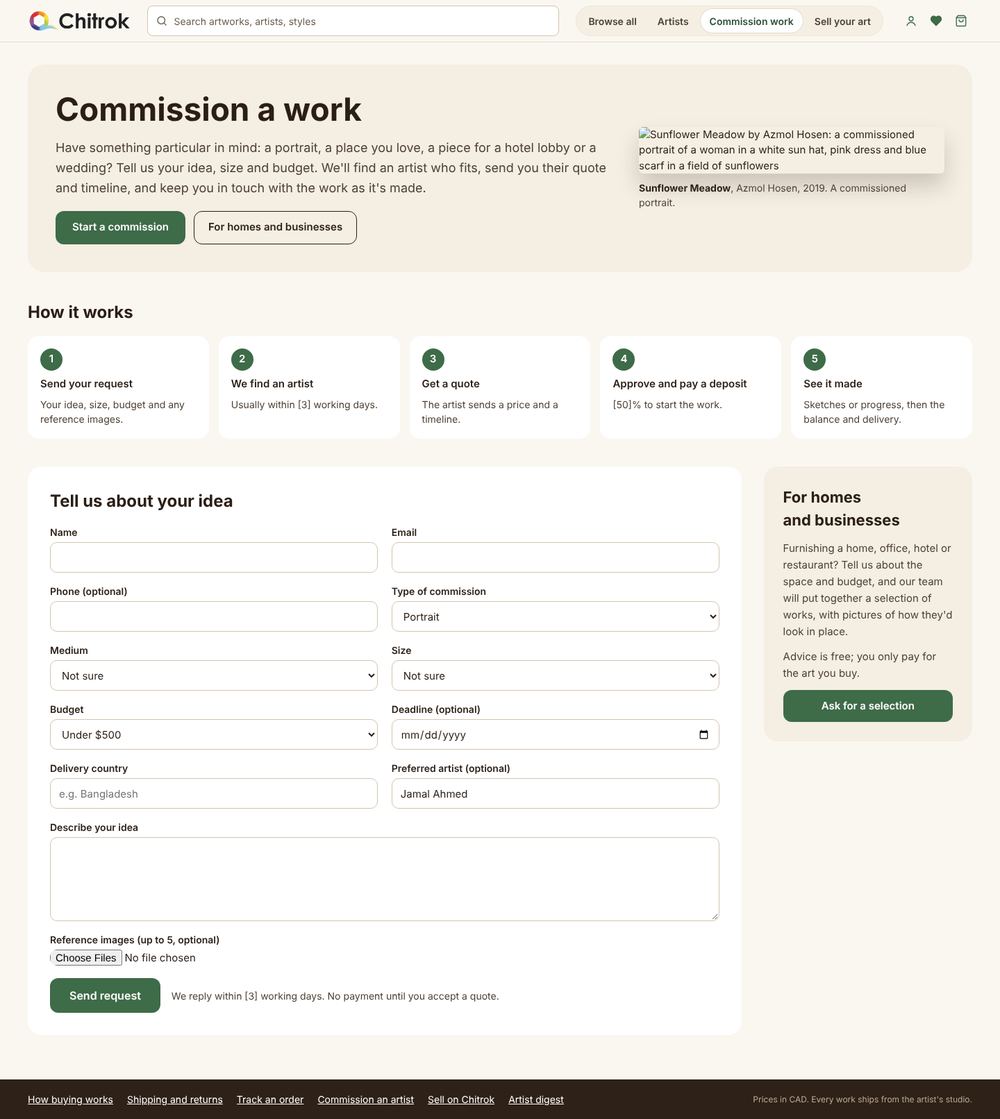 Chitrok
Search artworks, artists, styles
Browse all
Artists
Commission work
Sell your art
Commission a work
Have something particular in mind: a portrait, a place you love, a piece for a hotel lobby or a
wedding? Tell us your idea, size and budget. We'll find an artist who fits, send you their quote
and timeline, and keep you in touch with the work as it's made.
Start a commission
For homes and businesses
Sunflower Meadow by Azmol Hosen: a commissioned
portrait of a woman in a white sun hat, pink dress and blue
scarf in a field of sunflowers
Sunflower Meadow, Azmol Hosen, 2019. A commissioned
portrait.
How it works
1
Send your request
Your idea, size, budget and any
reference images.
2
We find an artist
Usually within [3] working days.
3
Get a quote
The artist sends a price and a
timeline.
4
Approve and pay a deposit
[50]% to start the work.
5
See it made
Sketches or progress, then the
balance and delivery.
Tell us about your idea
Name
Email
Phone (optional)
Type of commission
Portrait
Medium
Size
Not sure
Not sure
Budget
Deadline (optional)
Under $500
mm/dd/yyyy
Delivery country
Preferred artist (optional)
e.g. Bangladesh
Jamal Ahmed
Describe your idea
Reference images (up to 5, optional)
Choose Files No file chosen
Send request
We reply within [3] working days. No payment until you accept a quote.
For homes
and businesses
Furnishing a home, office, hotel or
restaurant? Tell us about the
space and budget, and our team
will put together a selection of
works, with pictures of how they'd
look in place.
Advice is free; you only pay for
the art you buy.
Ask for a selection
How buying works
Shipping and returns
Track an order
Commission an artist
Sell on Chitrok
Artist digest
Prices in CAD. Every work ships from the artist's studio.